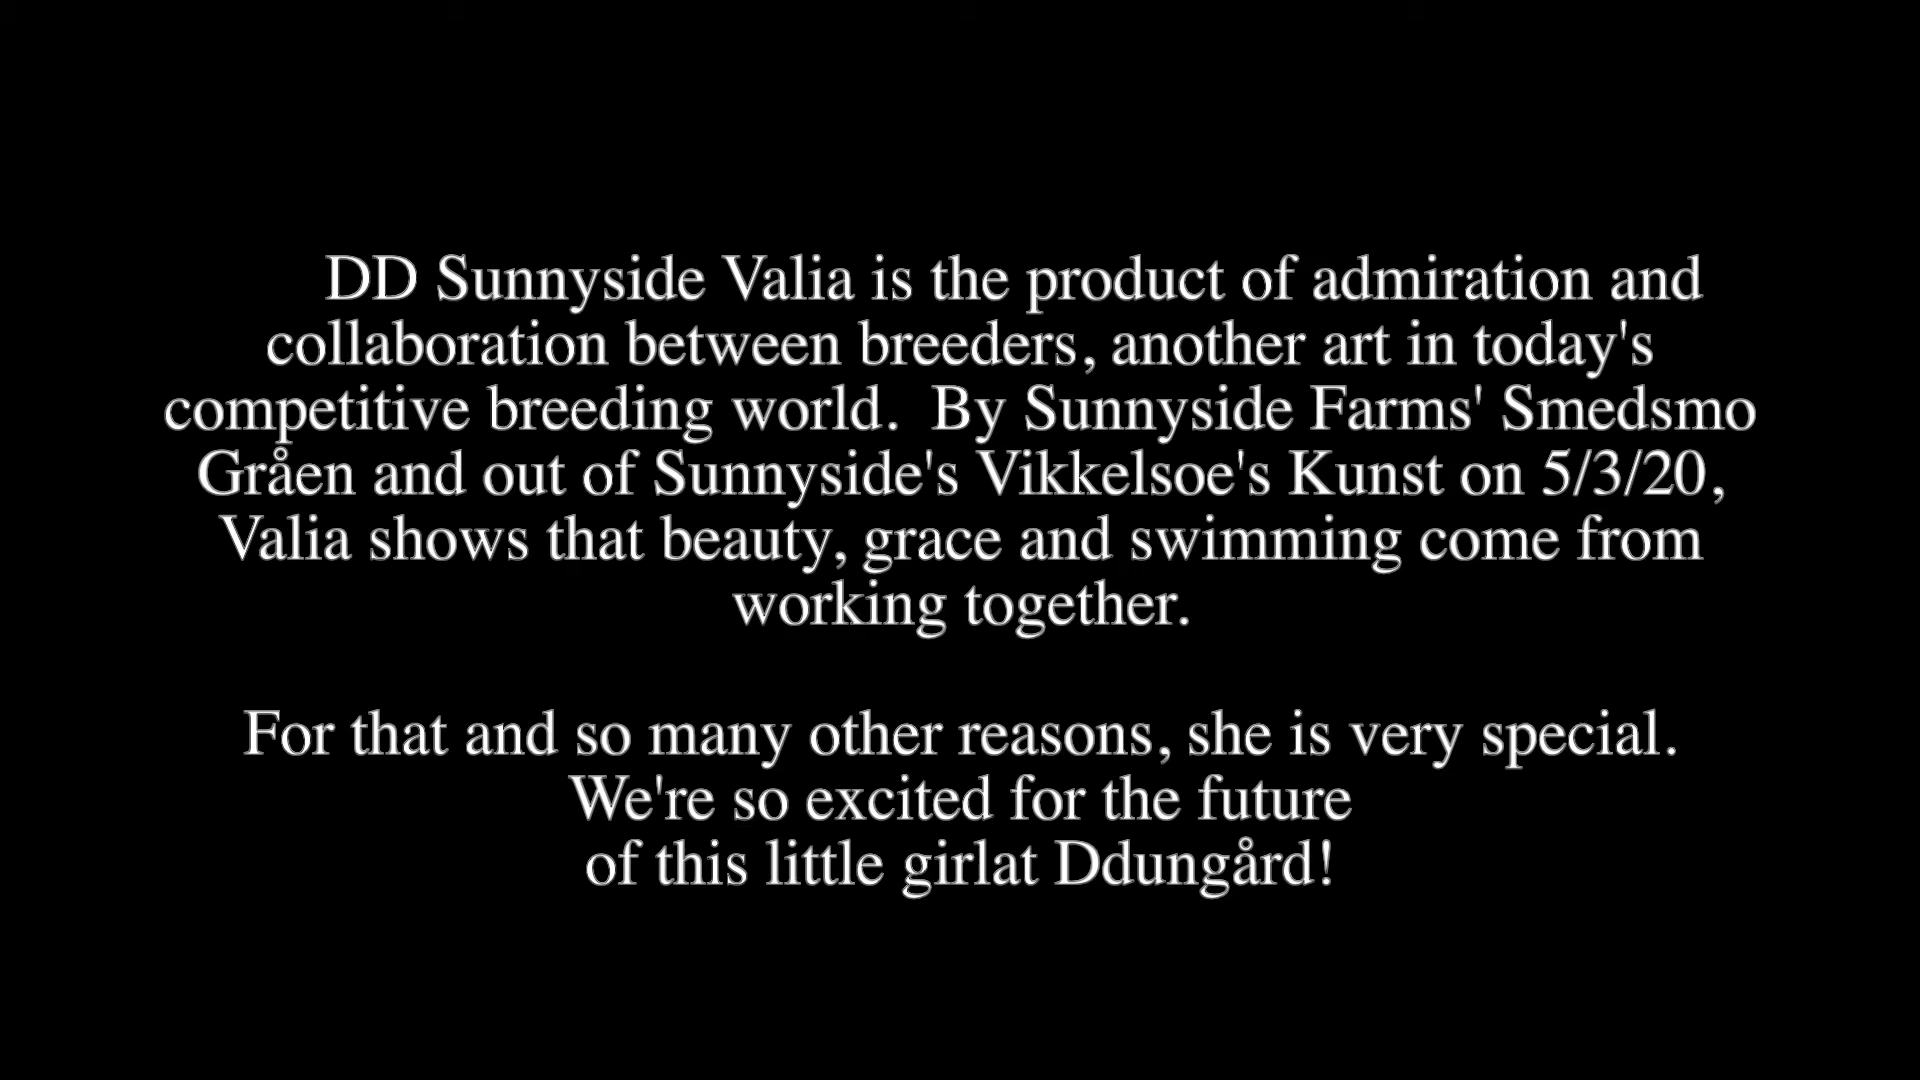 DD Sunnyside Valia is the product of admiration and
collaboration between breeders, another art in today's
competitive breeding world.  By Sunnyside Farms' Smedsmo
Gråen and out of Sunnyside's Vikkelsoe's Kunst on 5/3/20,
Valia shows that beauty, grace and swimming come from
working together.
For that and so many other reasons, she is very special.
We're so excited for the future
of this little girlat Ddungård!